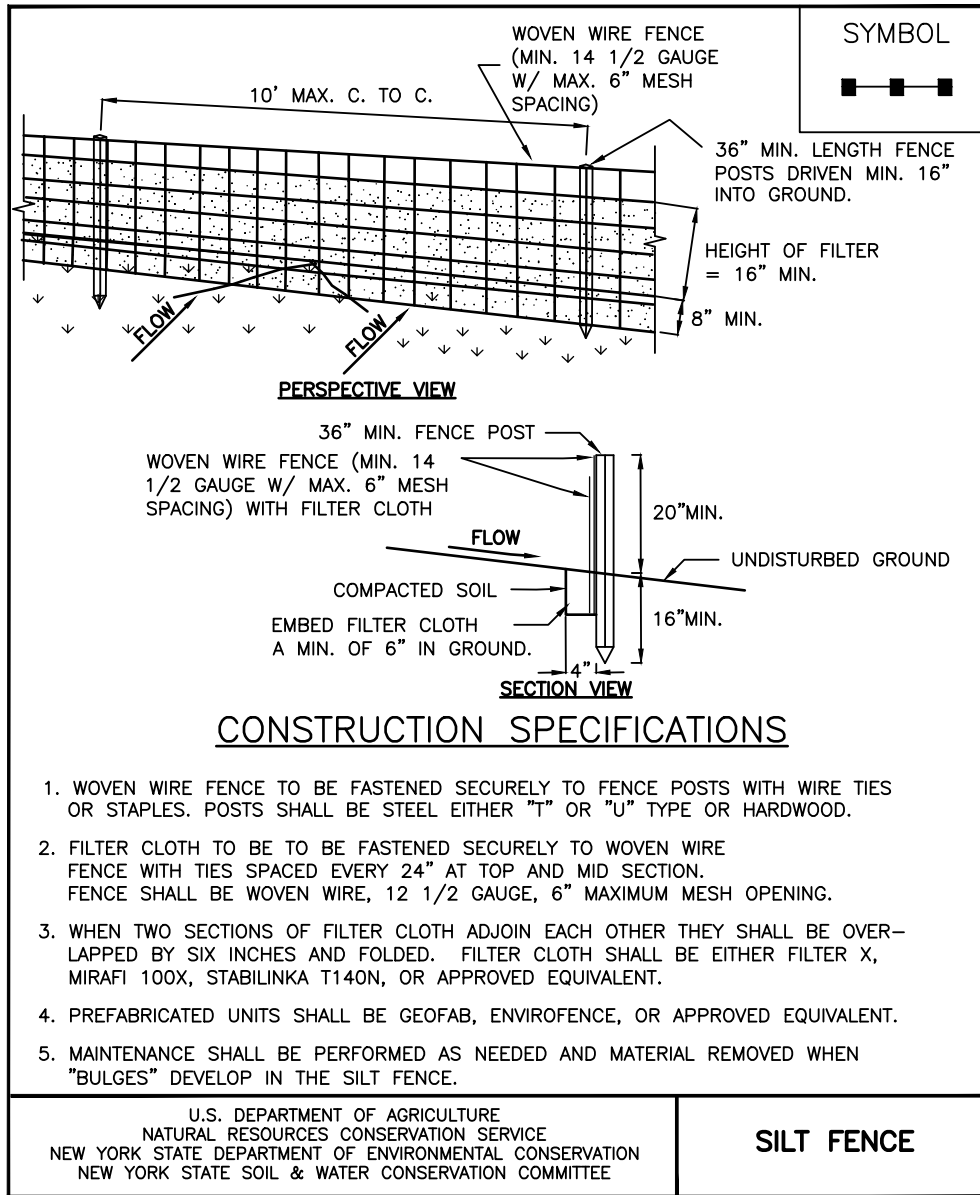 WOVEN WIRE FENCE
(MIN. 14 1/2 GAUGE
W/ MAX. 6" MESH
SPACING)
SYMBOL
10' MAX. C. TO C.
36" MIN. LENGTH FENCE
POSTS DRIVEN MIN. 16"
INTO GROUND.
HEIGHT OF FILTER
= 16" MIN.
8" MIN.
FLOW
FLOW
PERSPECTIVE VIEW
36" MIN. FENCE POST
WOVEN WIRE FENCE (MIN. 14
1/2 GAUGE W/ MAX. 6" MESH
SPACING) WITH FILTER CLOTH
20"MIN.
FLOW
UNDISTURBED GROUND
COMPACTED SOIL
16"MIN.
EMBED FILTER CLOTH
A MIN. OF 6" IN GROUND.
4"
SECTION VIEW
CONSTRUCTION SPECIFICATIONS
1. WOVEN WIRE FENCE TO BE FASTENED SECURELY TO FENCE POSTS WITH WIRE TIES
OR STAPLES. POSTS SHALL BE STEEL EITHER "T" OR "U" TYPE OR HARDWOOD.
2. FILTER CLOTH TO BE TO BE FASTENED SECURELY TO WOVEN WIRE
FENCE WITH TIES SPACED EVERY 24" AT TOP AND MID SECTION.
FENCE SHALL BE WOVEN WIRE, 12 1/2 GAUGE, 6" MAXIMUM MESH OPENING.
3. WHEN TWO SECTIONS OF FILTER CLOTH ADJOIN EACH OTHER THEY SHALL BE OVER-
LAPPED BY SIX INCHES AND FOLDED. FILTER CLOTH SHALL BE EITHER FILTER X,
MIRAFI 100X, STABILINKA T140N, OR APPROVED EQUIVALENT.
4. PREFABRICATED UNITS SHALL BE GEOFAB, ENVIROFENCE, OR APPROVED EQUIVALENT.
5. MAINTENANCE SHALL BE PERFORMED AS NEEDED AND MATERIAL REMOVED WHEN
"BULGES" DEVELOP IN THE SILT FENCE.
U.S. DEPARTMENT OF AGRICULTURE
NATURAL RESOURCES CONSERVATION SERVICE
NEW YORK STATE DEPARTMENT OF ENVIRONMENTAL CONSERVATION
NEW YORK STATE SOIL & WATER CONSERVATION COMMITTEE
SILT FENCE